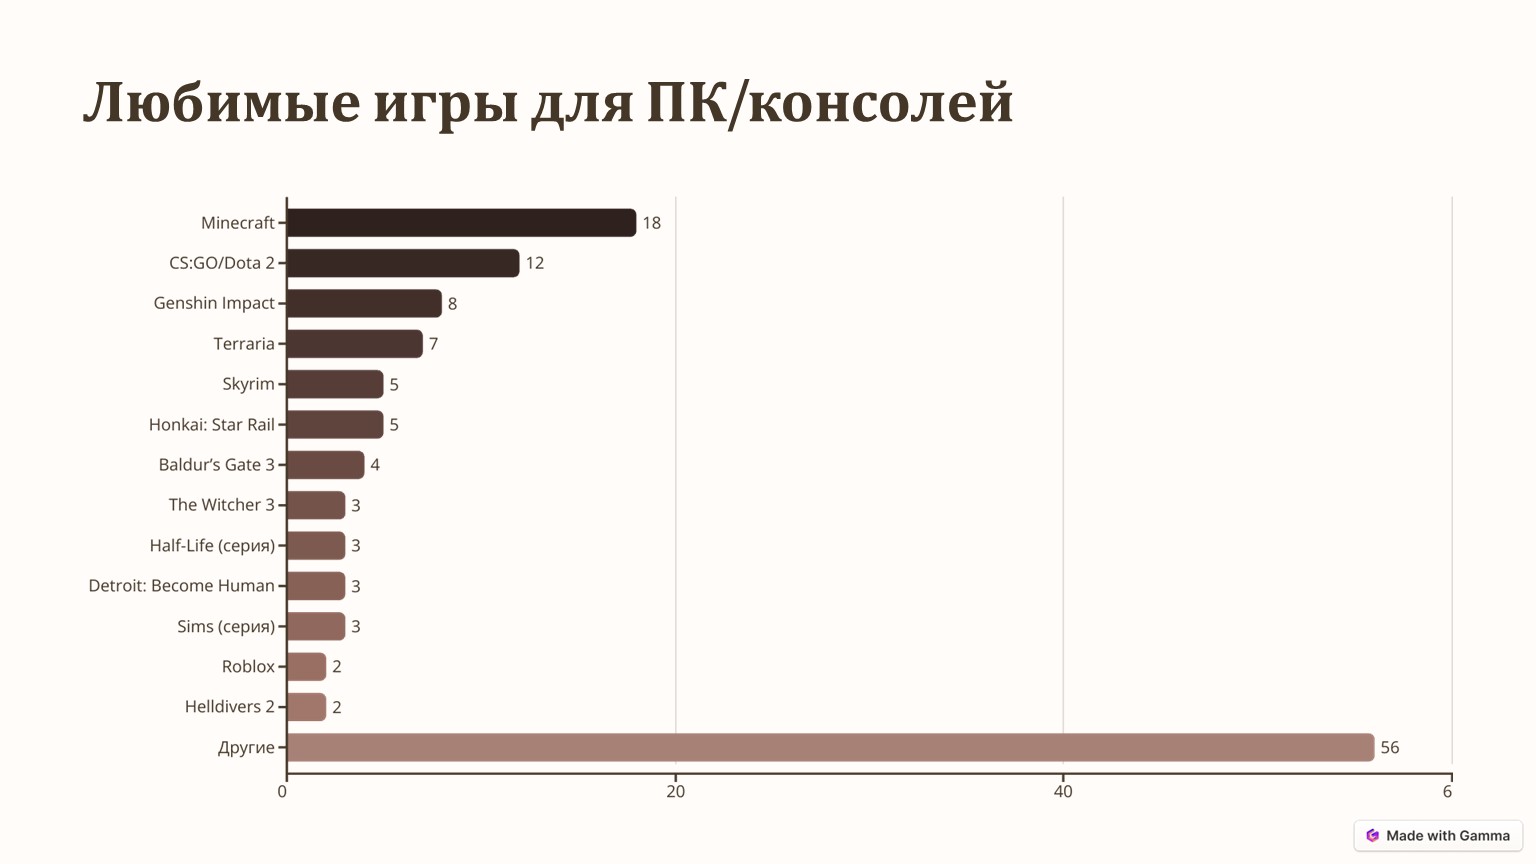 Любимые игры для ПК/консолей
Minecraft 18
CS:GO/Dota 2 12
Genshin Impact 8
Terraria 7
Skyrim 5
Honkai: Star Rail 5
Baldur’s Gate 3 4
The Witcher 3 3
Half-Life (серия) 3
Detroit: Become Human 3
Sims (серия) 3
Roblox 2
Helldivers 2 2
Другие 56
0 20 40 6
Made with Gamma